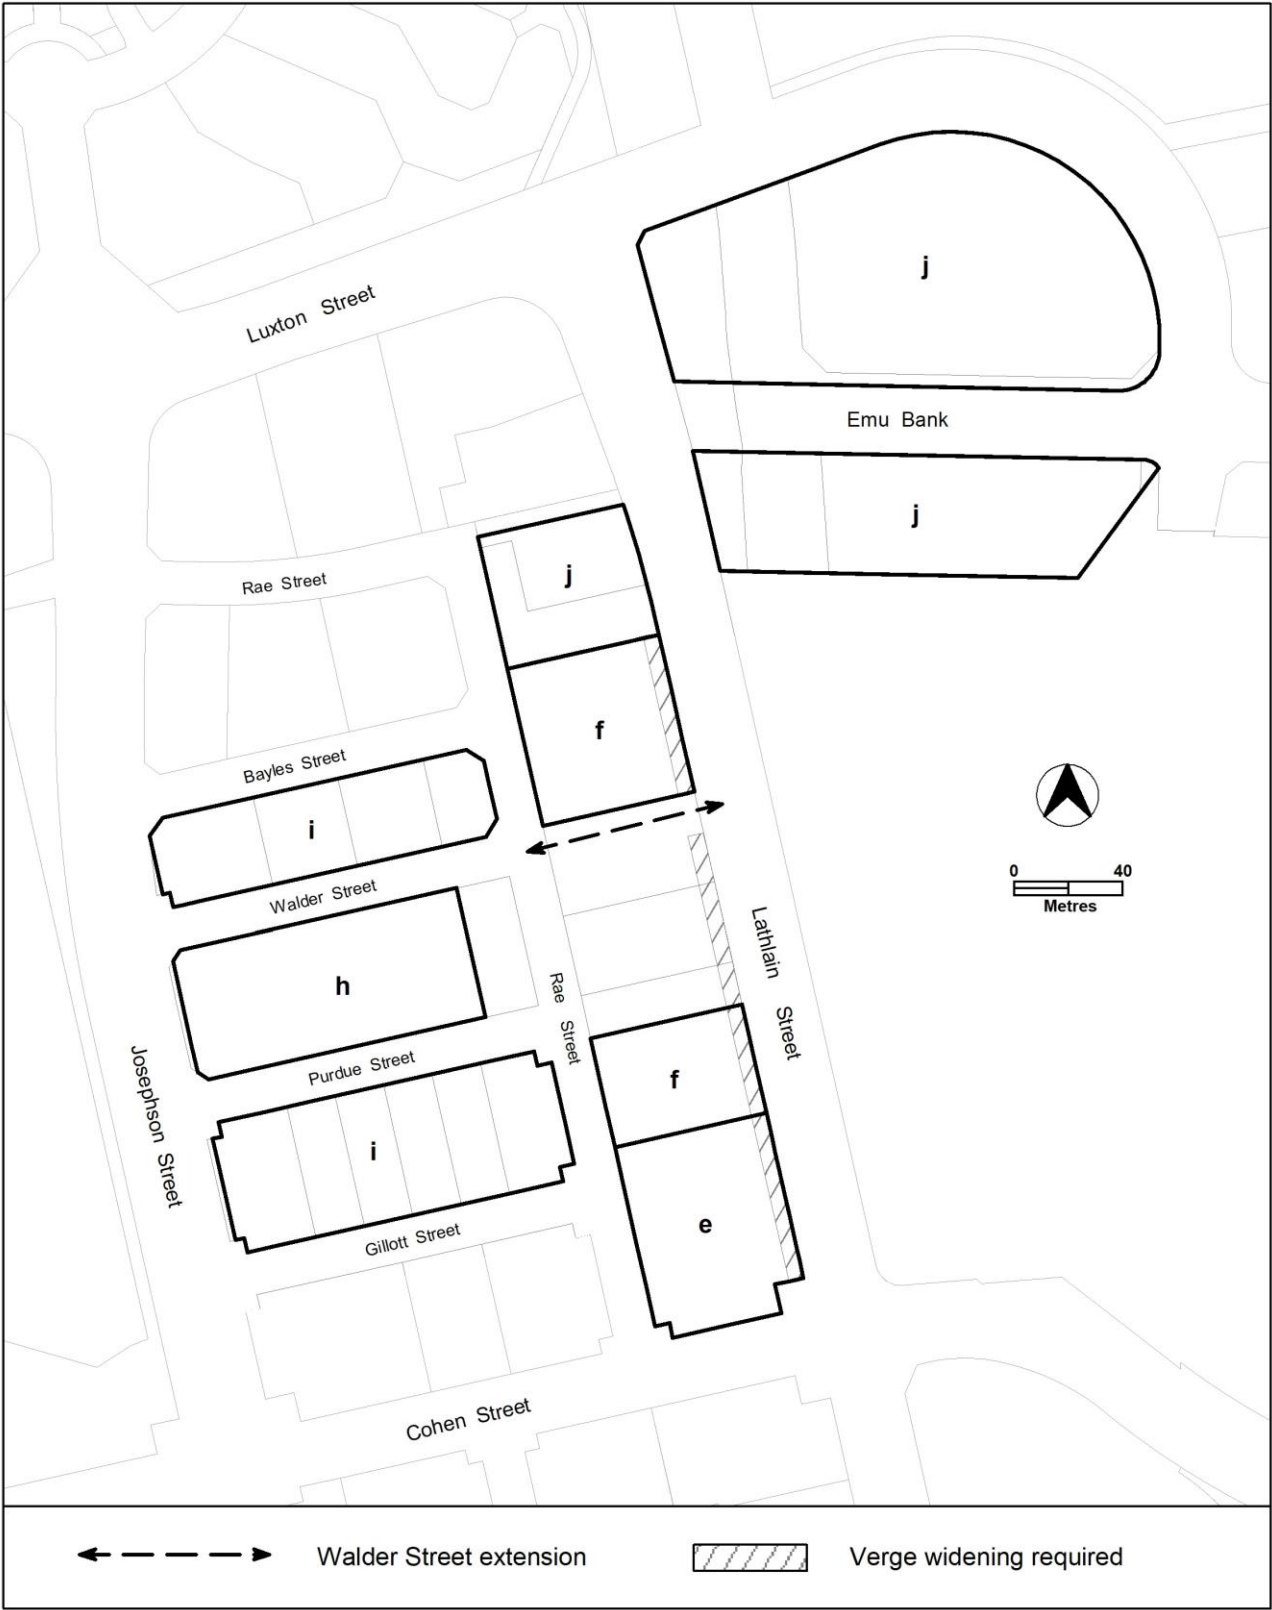 j
Luxton Street
Emu Bank
j
j
Rae Street
f
Bayles Street
i
Walder Street
0 40
Metres
Lathlain Street
h
Rae Street
Purdue Street
f
Josephson Street
i
e
Gillott Street
Cohen Street
Walder Street extension
Verge widening required